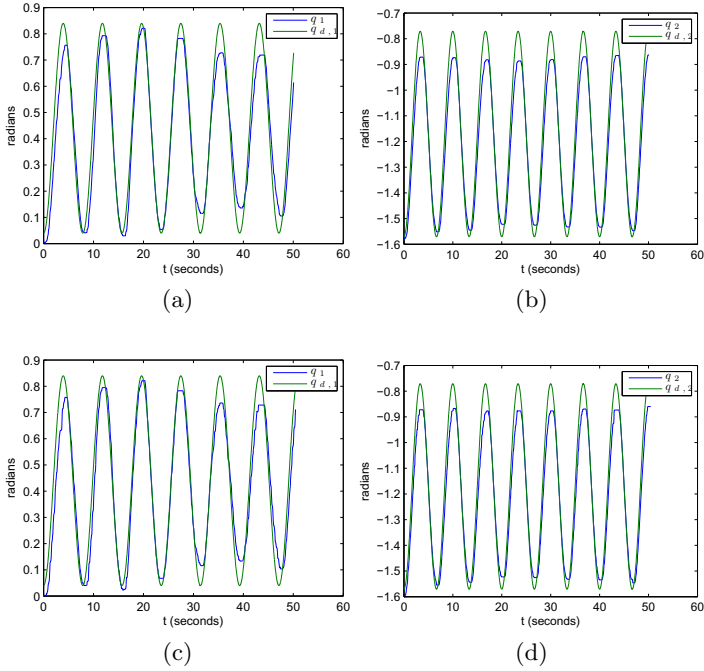 0.9
0.8
0.7
0.6
0.5
0.4
0.3
0.2
0.1
0
radians
0 10 20 30 40 50 60
t (seconds)
q 1
q d , 1
(a)
−0.7
−0.8
−0.9
−1
−1.1
−1.2
−1.3
−1.4
−1.5
−1.6
radians
0 10 20 30 40 50 60
t (seconds)
q 2
q d , 2
(b)
0.9
0.8
0.7
0.6
0.5
0.4
0.3
0.2
0.1
0
radians
0 10 20 30 40 50 60
t (seconds)
q 1
q d , 1
(c)
−0.7
−0.8
−0.9
−1
−1.1
−1.2
−1.3
−1.4
−1.5
−1.6
radians
0 10 20 30 40 50 60
t (seconds)
q 2
q d , 2
(d)